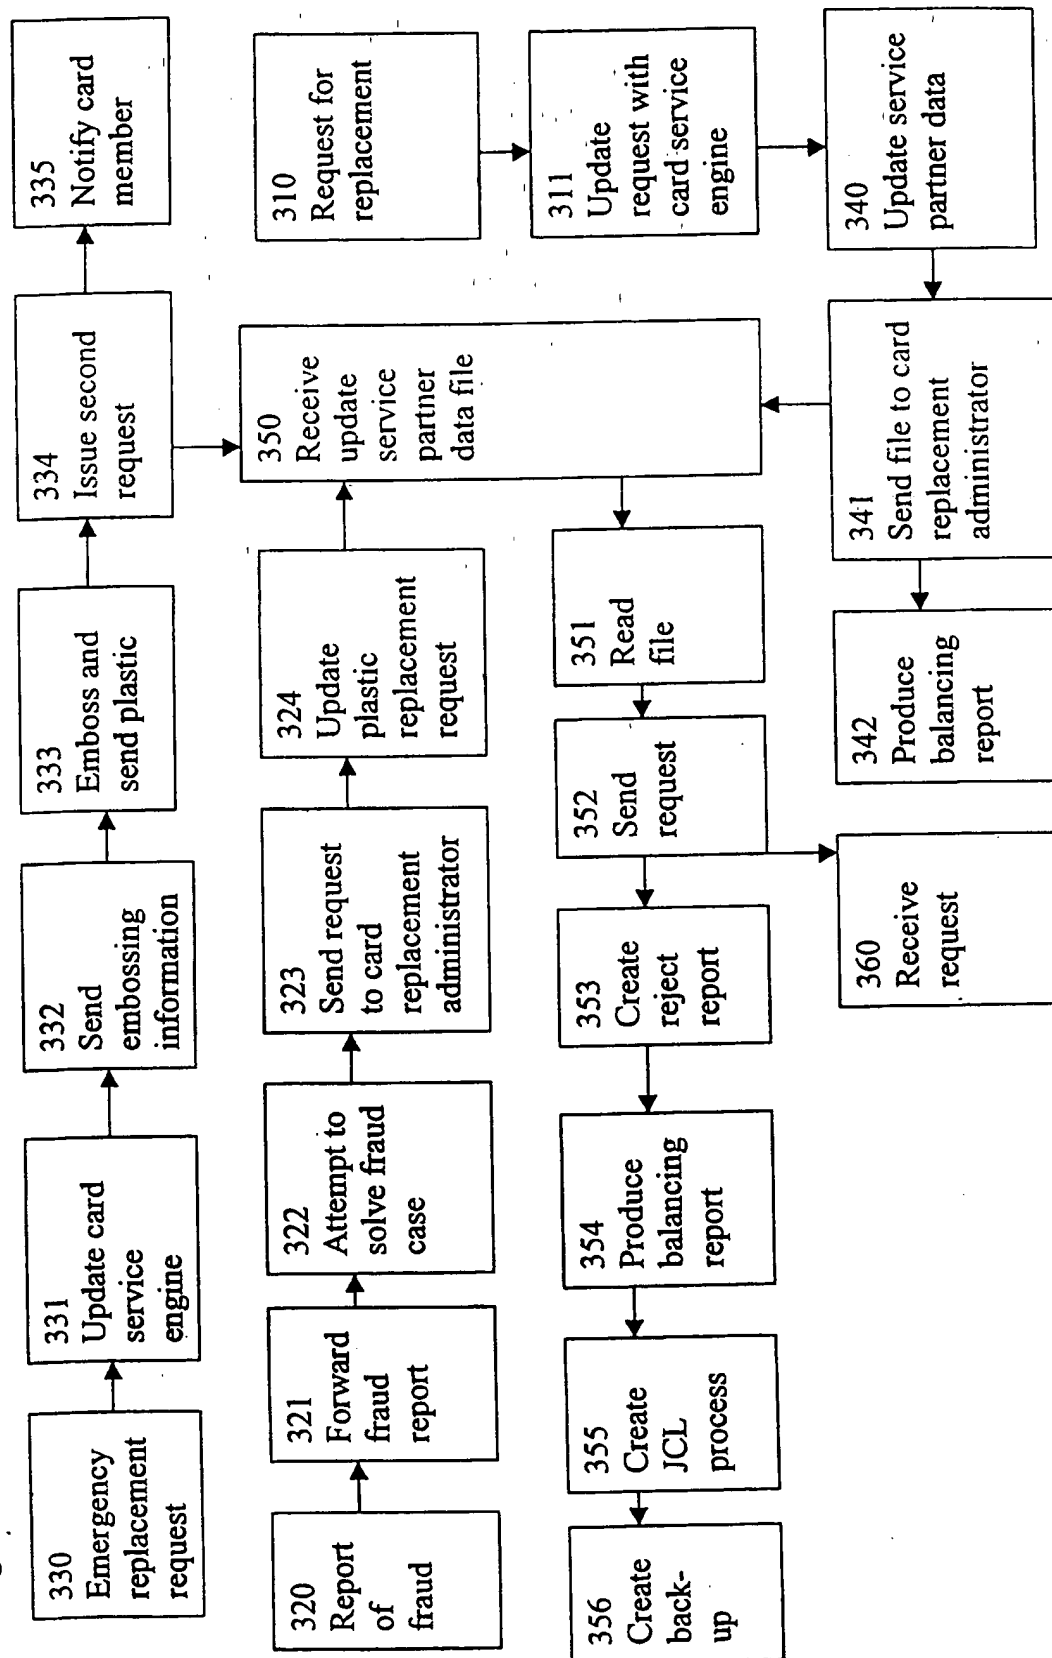 330
Emergency
replacement
request
331
Update card
service
engine
332
Send
embossing
information
333
Emboss and
send plastic
334
Issue second
request
335
Notify card
member
320
Report
of
fraud
321
Forward
fraud
report
322
Attempt to
solve fraud
case
323
Send request
to card
replacement
administrator
324
Update
plastic
replacement
request
350
Receive
update
service
partner
data file
310
Request for
replacement
311
Update
request with
card service
engine
340
Update service
partner data
341
Send file to card
replacement
administrator
342
Produce
balancing
report
351
Read
file
352
Send
request
360
Receive
request
353
Create
reject
report
354
Produce
balancing
report
355
Create
JCL
process
356
Create
back-
up